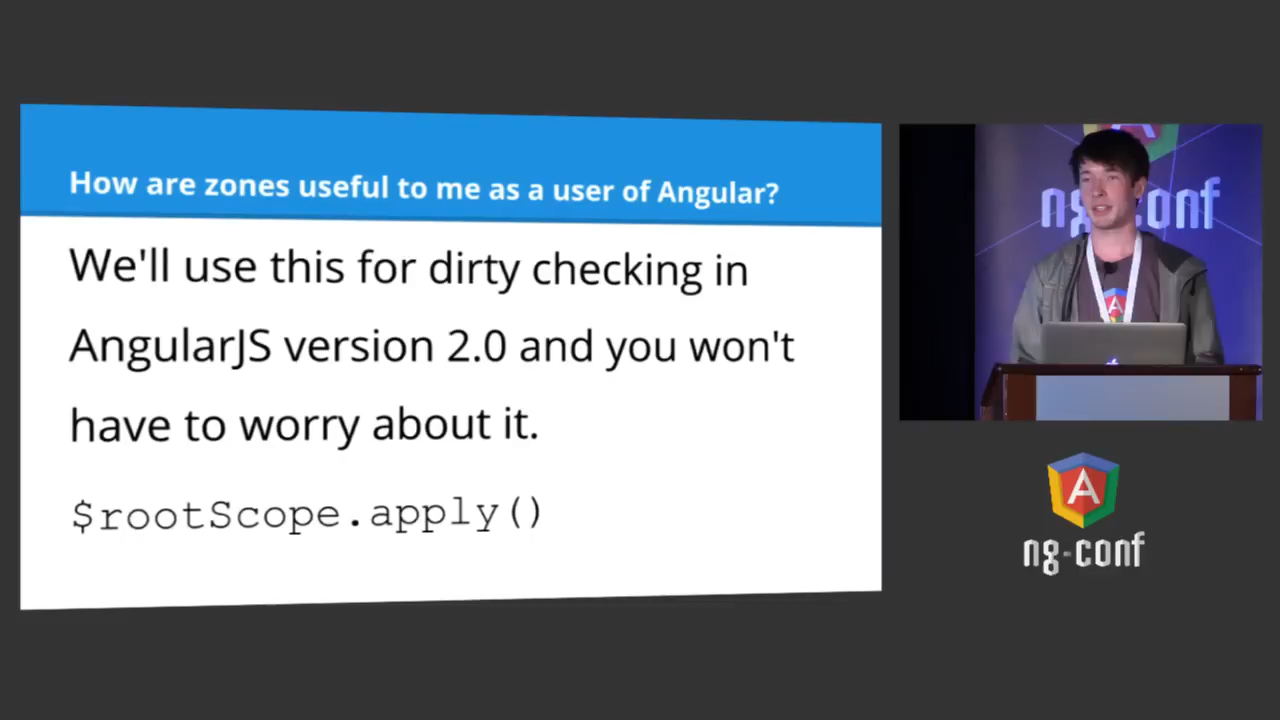 How are zones useful to me as a user of Angular?
We'll use this for dirty checking in
AngularJS version 2.0 and you won't
have to worry about it.
$rootScope.apply()
ng-conf
A
ng-conf